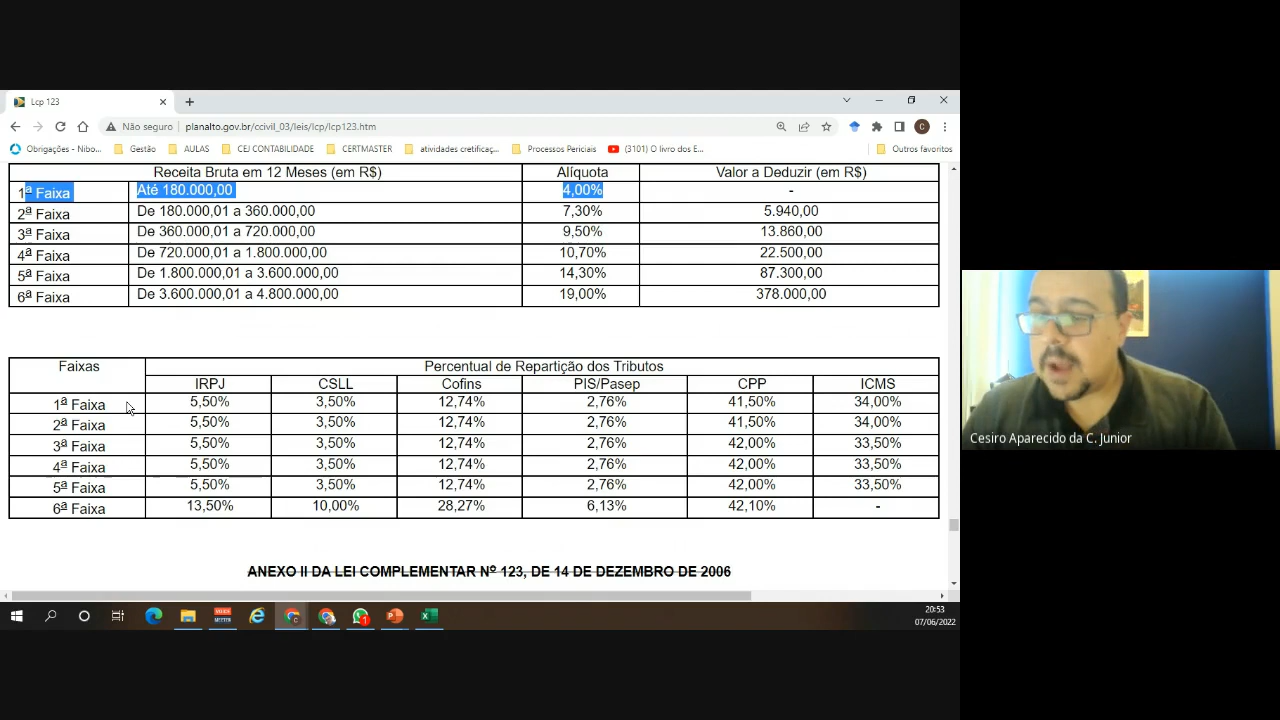 Lcp 123
Não seguro planalto.gov.br/ccivil_03/leis/lcp/lcp123.htm
Obrigações - Nibo... Gestão AULAS CEJ CONTABILIDADE CERTMASTER atividades cretificaç... Processos Periciais (3101) O livro dos E... Outros favoritos
Receita Bruta em 12 Meses (em R$) Alíquota Valor a Deduzir (em R$)
1ª Faixa Até 180.000,00 4,00% -
2ª Faixa De 180.000,01 a 360.000,00 7,30% 5.940,00
3ª Faixa De 360.000,01 a 720.000,00 9,50% 13.860,00
4ª Faixa De 720.000,01 a 1.800.000,00 10,70% 22.500,00
5ª Faixa De 1.800.000,01 a 3.600.000,00 14,30% 87.300,00
6ª Faixa De 3.600.000,01 a 4.800.000,00 19,00% 378.000,00
Faixas Percentual de Repartição dos Tributos
IRPJ CSLL Cofins PIS/Pasep CPP ICMS
1ª Faixa 5,50% 3,50% 12,74% 2,76% 41,50% 34,00%
2ª Faixa 5,50% 3,50% 12,74% 2,76% 41,50% 34,00%
3ª Faixa 5,50% 3,50% 12,74% 2,76% 42,00% 33,50%
4ª Faixa 5,50% 3,50% 12,74% 2,76% 42,00% 33,50%
5ª Faixa 5,50% 3,50% 12,74% 2,76% 42,00% 33,50%
6ª Faixa 13,50% 10,00% 28,27% 6,13% 42,10% -
ANEXO II DA LEI COMPLEMENTAR Nº 123, DE 14 DE DEZEMBRO DE 2006
Cesiro Aparecido da C. Junior
20:53
07/06/2022